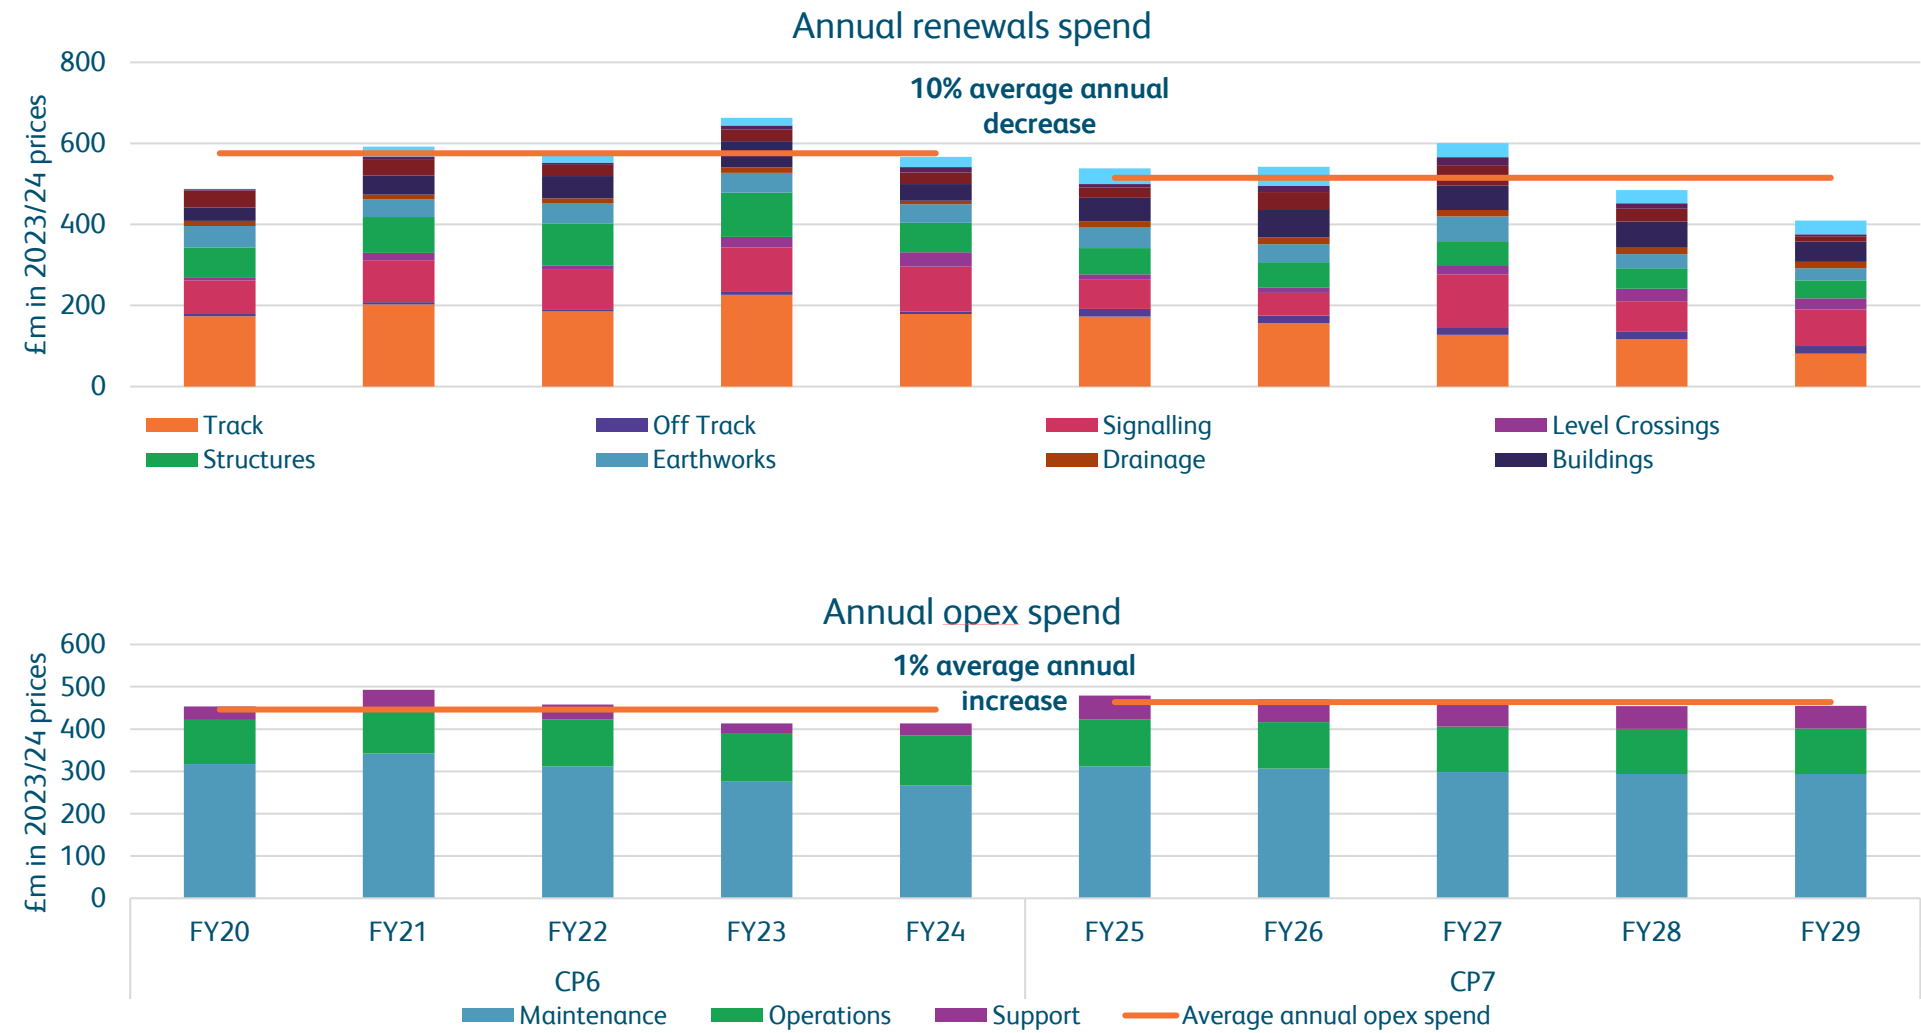 Annual renewals spend
£m in 2023/24 prices
800
600
400
200
0
10% average annual
decrease
Track
Off Track
Signalling
Level Crossings
Structures
Earthworks
Drainage
Buildings
Annual opex spend
£m in 2023/24 prices
600
500
400
300
200
100
0
1% average annual
increase
FY20
FY21
FY22
FY23
FY24
FY25
FY26
FY27
FY28
FY29
CP6
CP7
Maintenance
Operations
Support
Average annual opex spend